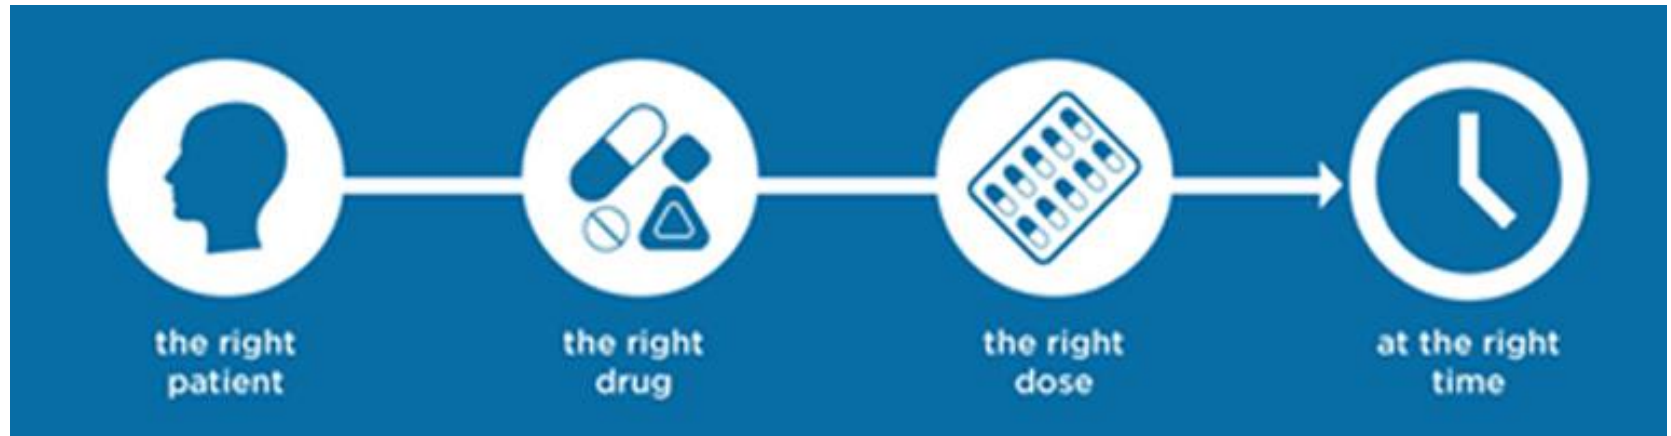 the right
patient
the right
drug
the right
dose
at the right
time